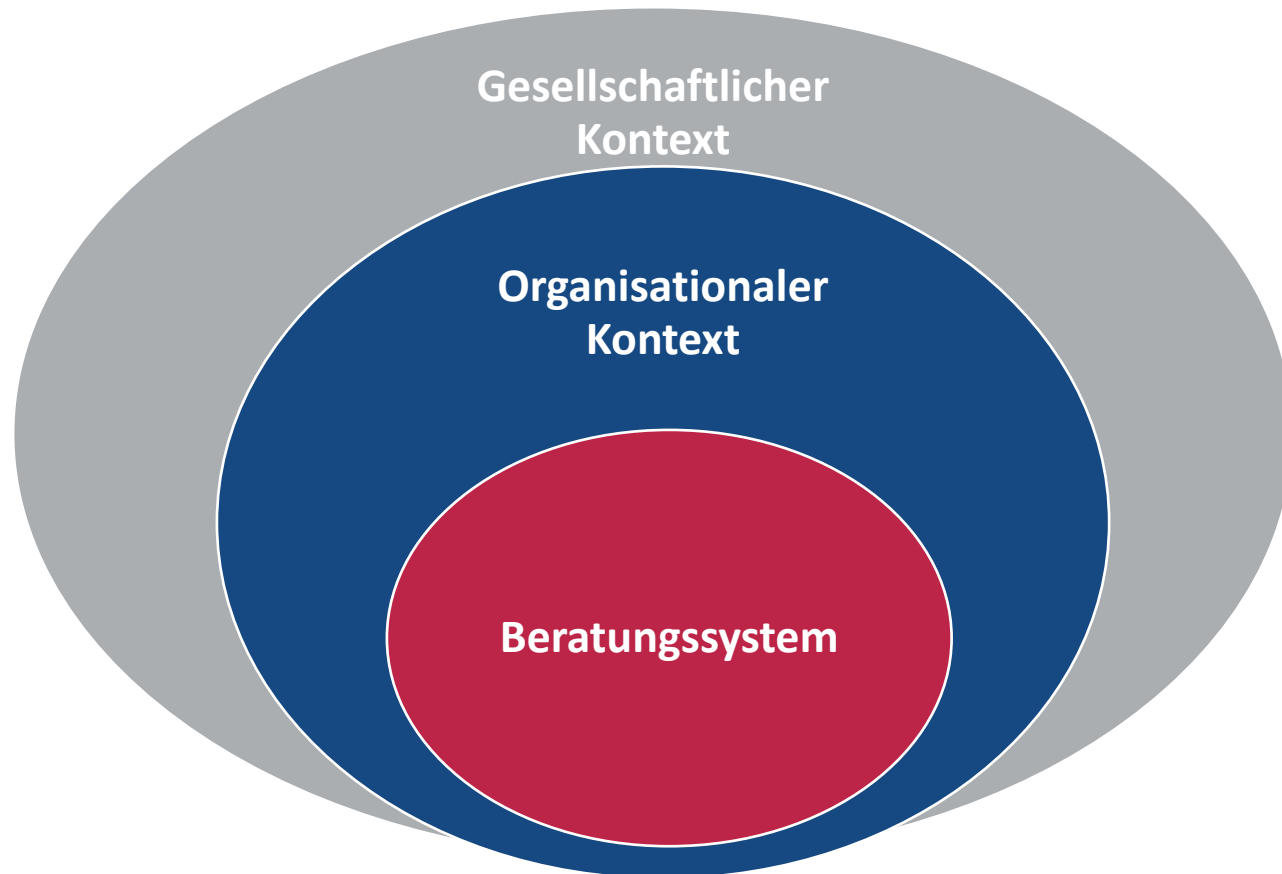 Gesellschaftlicher
Kontext
Organisationaler
Kontext
Beratungssystem